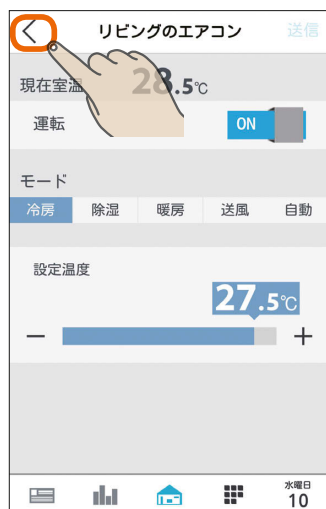 リビングのエアコン 送信
現在室温 28.5℃
運転 ON
モード
冷房 除湿 暖房 送風 自動
設定温度
27.5℃
− +
水曜日
10